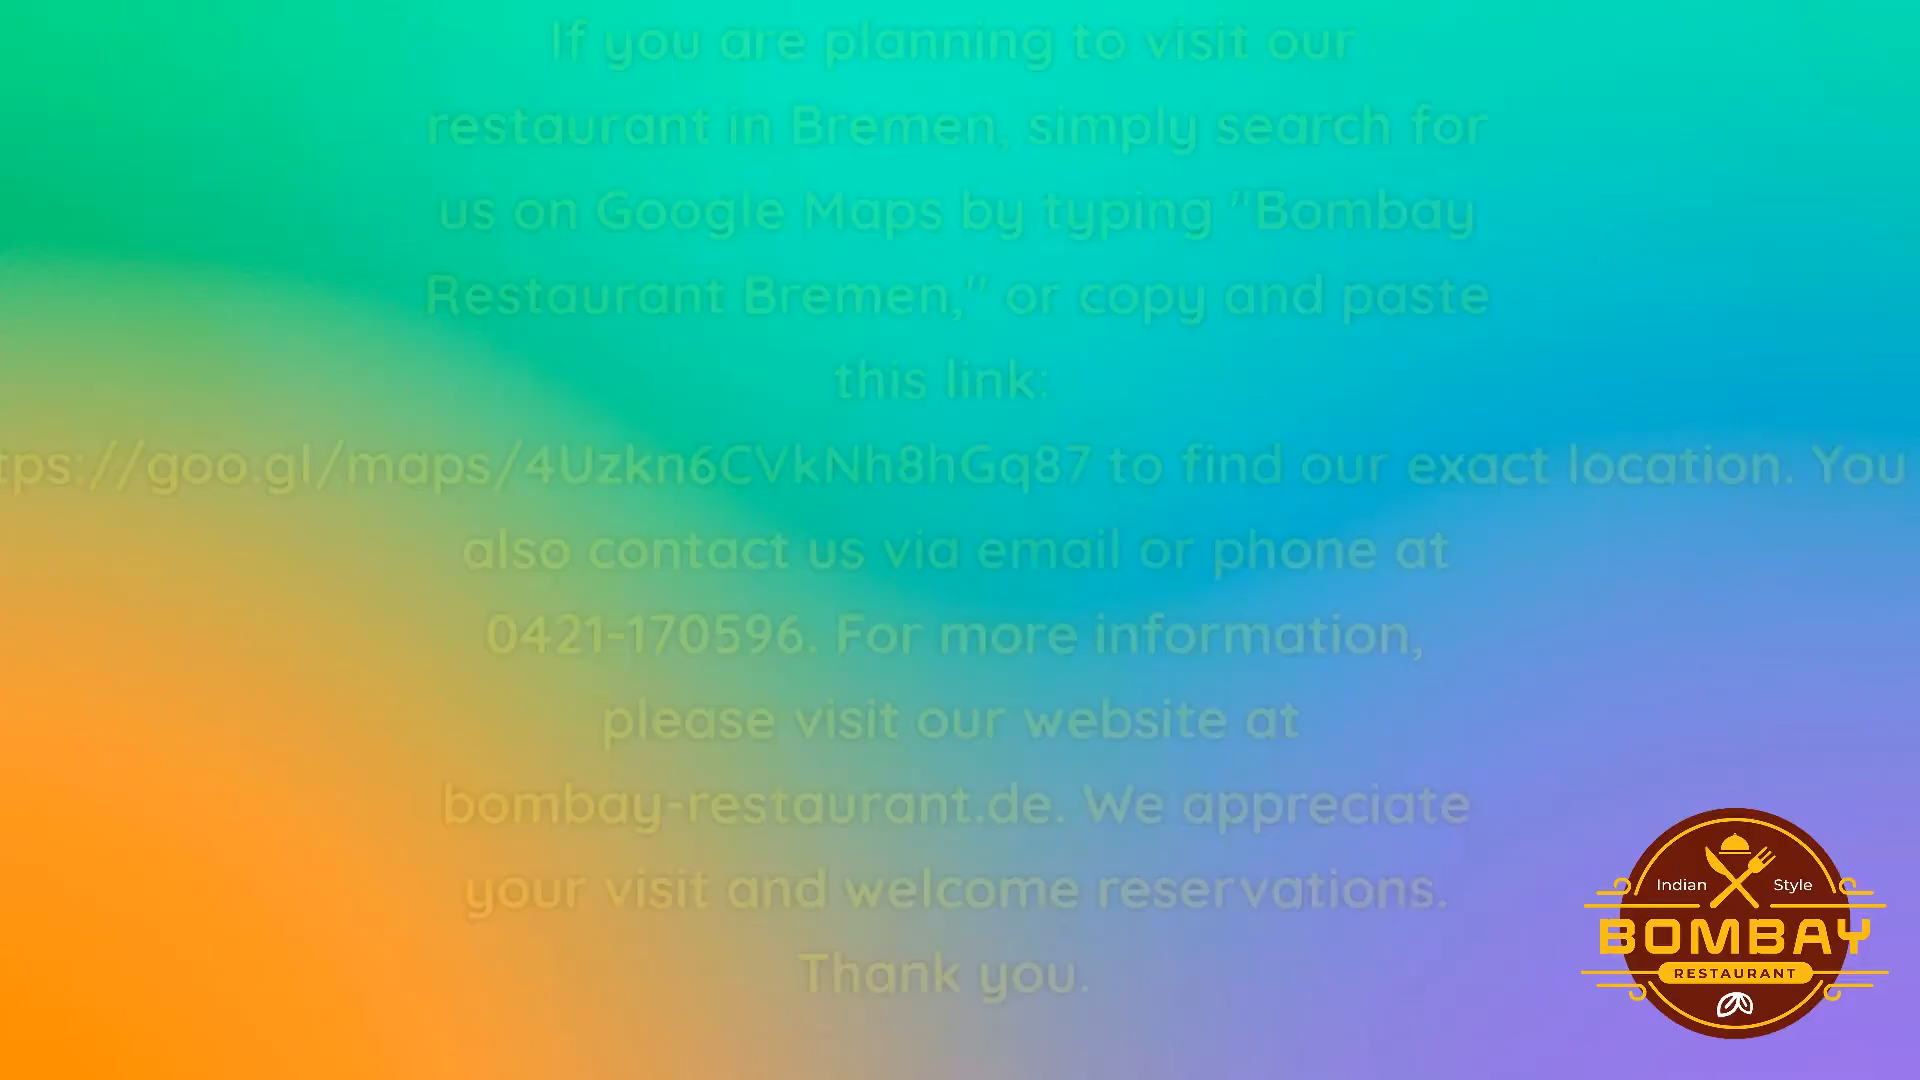 If you are planning to visit our
restaurant in Bremen, simply search for
us on Google Maps by typing "Bombay
Restaurant Bremen," or copy and paste
this link:
tps://goo.gl/maps/4Uzkn6CVkNh8hGq87 to find our exact location. You
also contact us via email or phone at
0421-170596. For more information,
please visit our website at
bombay-restaurant.de. We appreciate
your visit and welcome reservations.
Thank you.
Indian Style
BOMBAY
RESTAURANT